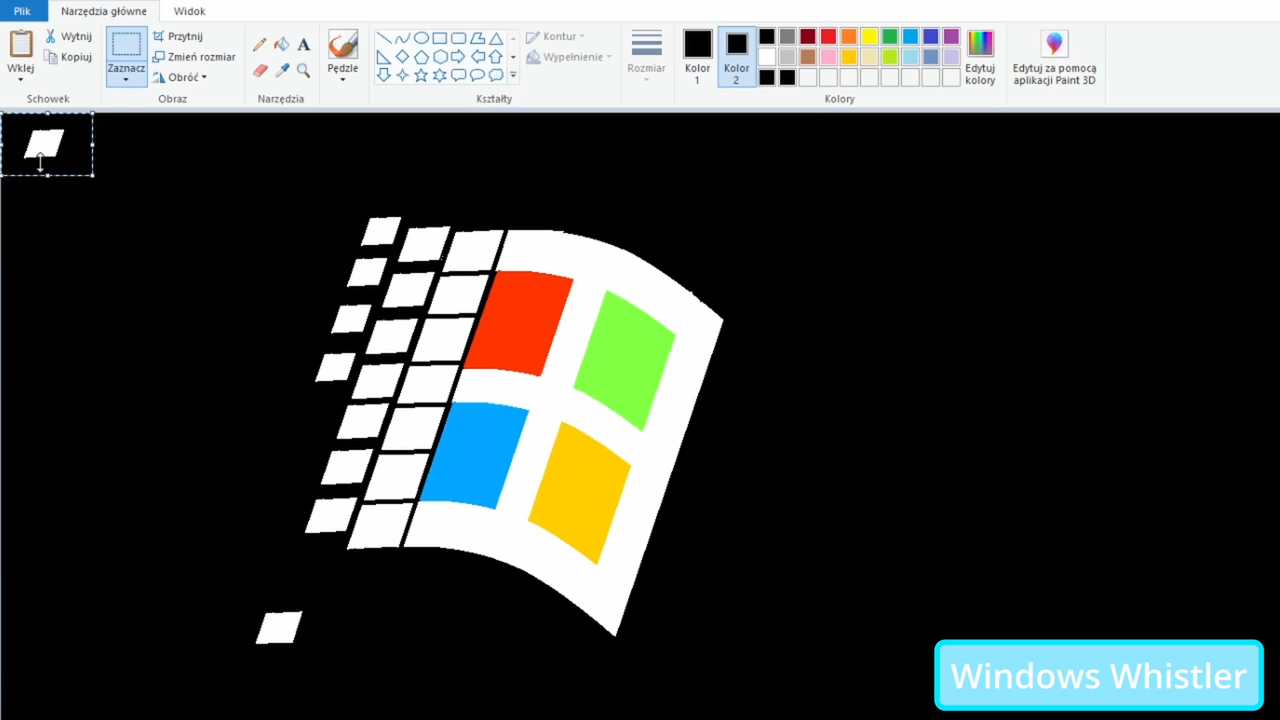 Plik Narzędzia główne Widok
Wklej
Wytnij
Kopiuj
Schowek
Zaznacz
Przytnij
Zmień rozmiar
Obróć
Obraz
A
Narzędzia
Pędzle
Kontur
Wypełnienie
Kształty
Rozmiar
Kolor
1
Kolor
2
Edytuj
kolory
Kolory
Edytuj za pomocą
aplikacji Paint 3D
Windows Whistler